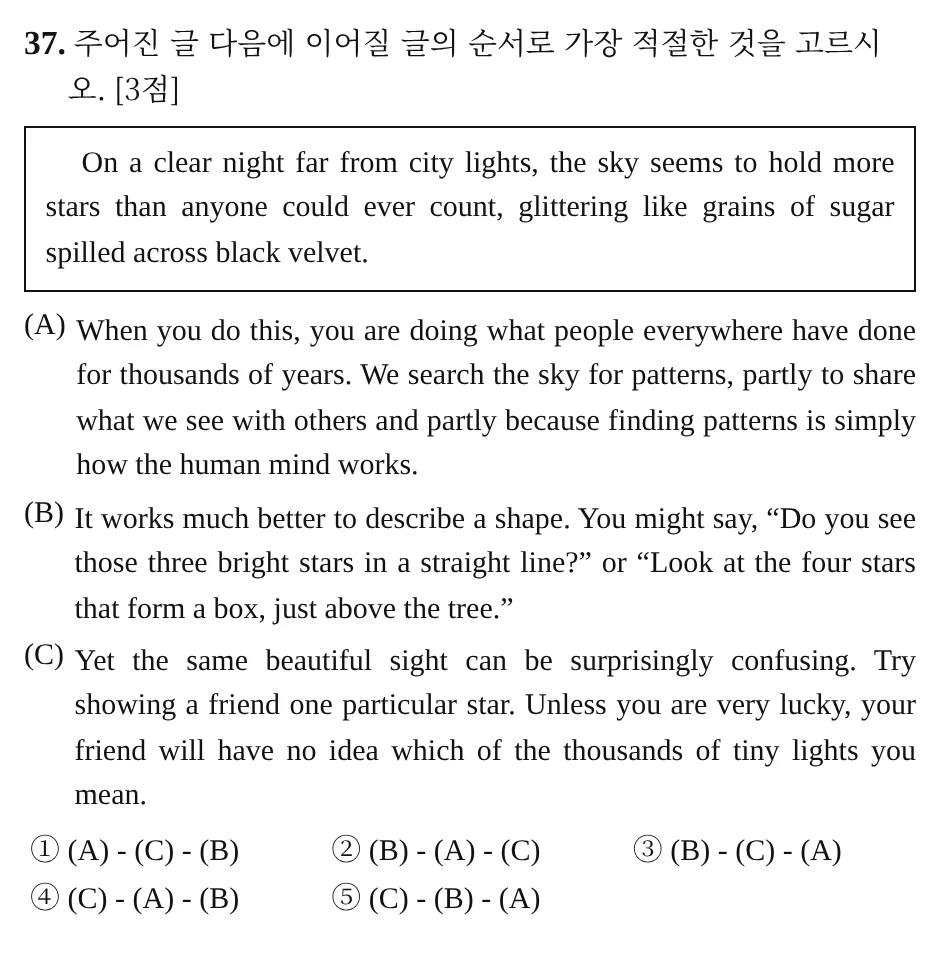 37. 주어진 글 다음에 이어질 글의 순서로 가장 적절한 것을 고르시
오. [3점]
On a clear night far from city lights, the sky seems to hold more
stars than anyone could ever count, glittering like grains of sugar
spilled across black velvet.
(A) When you do this, you are doing what people everywhere have done
for thousands of years. We search the sky for patterns, partly to share
what we see with others and partly because finding patterns is simply
how the human mind works.
(B) It works much better to describe a shape. You might say, “Do you see
those three bright stars in a straight line?” or “Look at the four stars
that form a box, just above the tree.”
(C) Yet the same beautiful sight can be surprisingly confusing. Try
showing a friend one particular star. Unless you are very lucky, your
friend will have no idea which of the thousands of tiny lights you
mean.
① (A) - (C) - (B) ② (B) - (A) - (C) ③ (B) - (C) - (A)
④ (C) - (A) - (B) ⑤ (C) - (B) - (A)